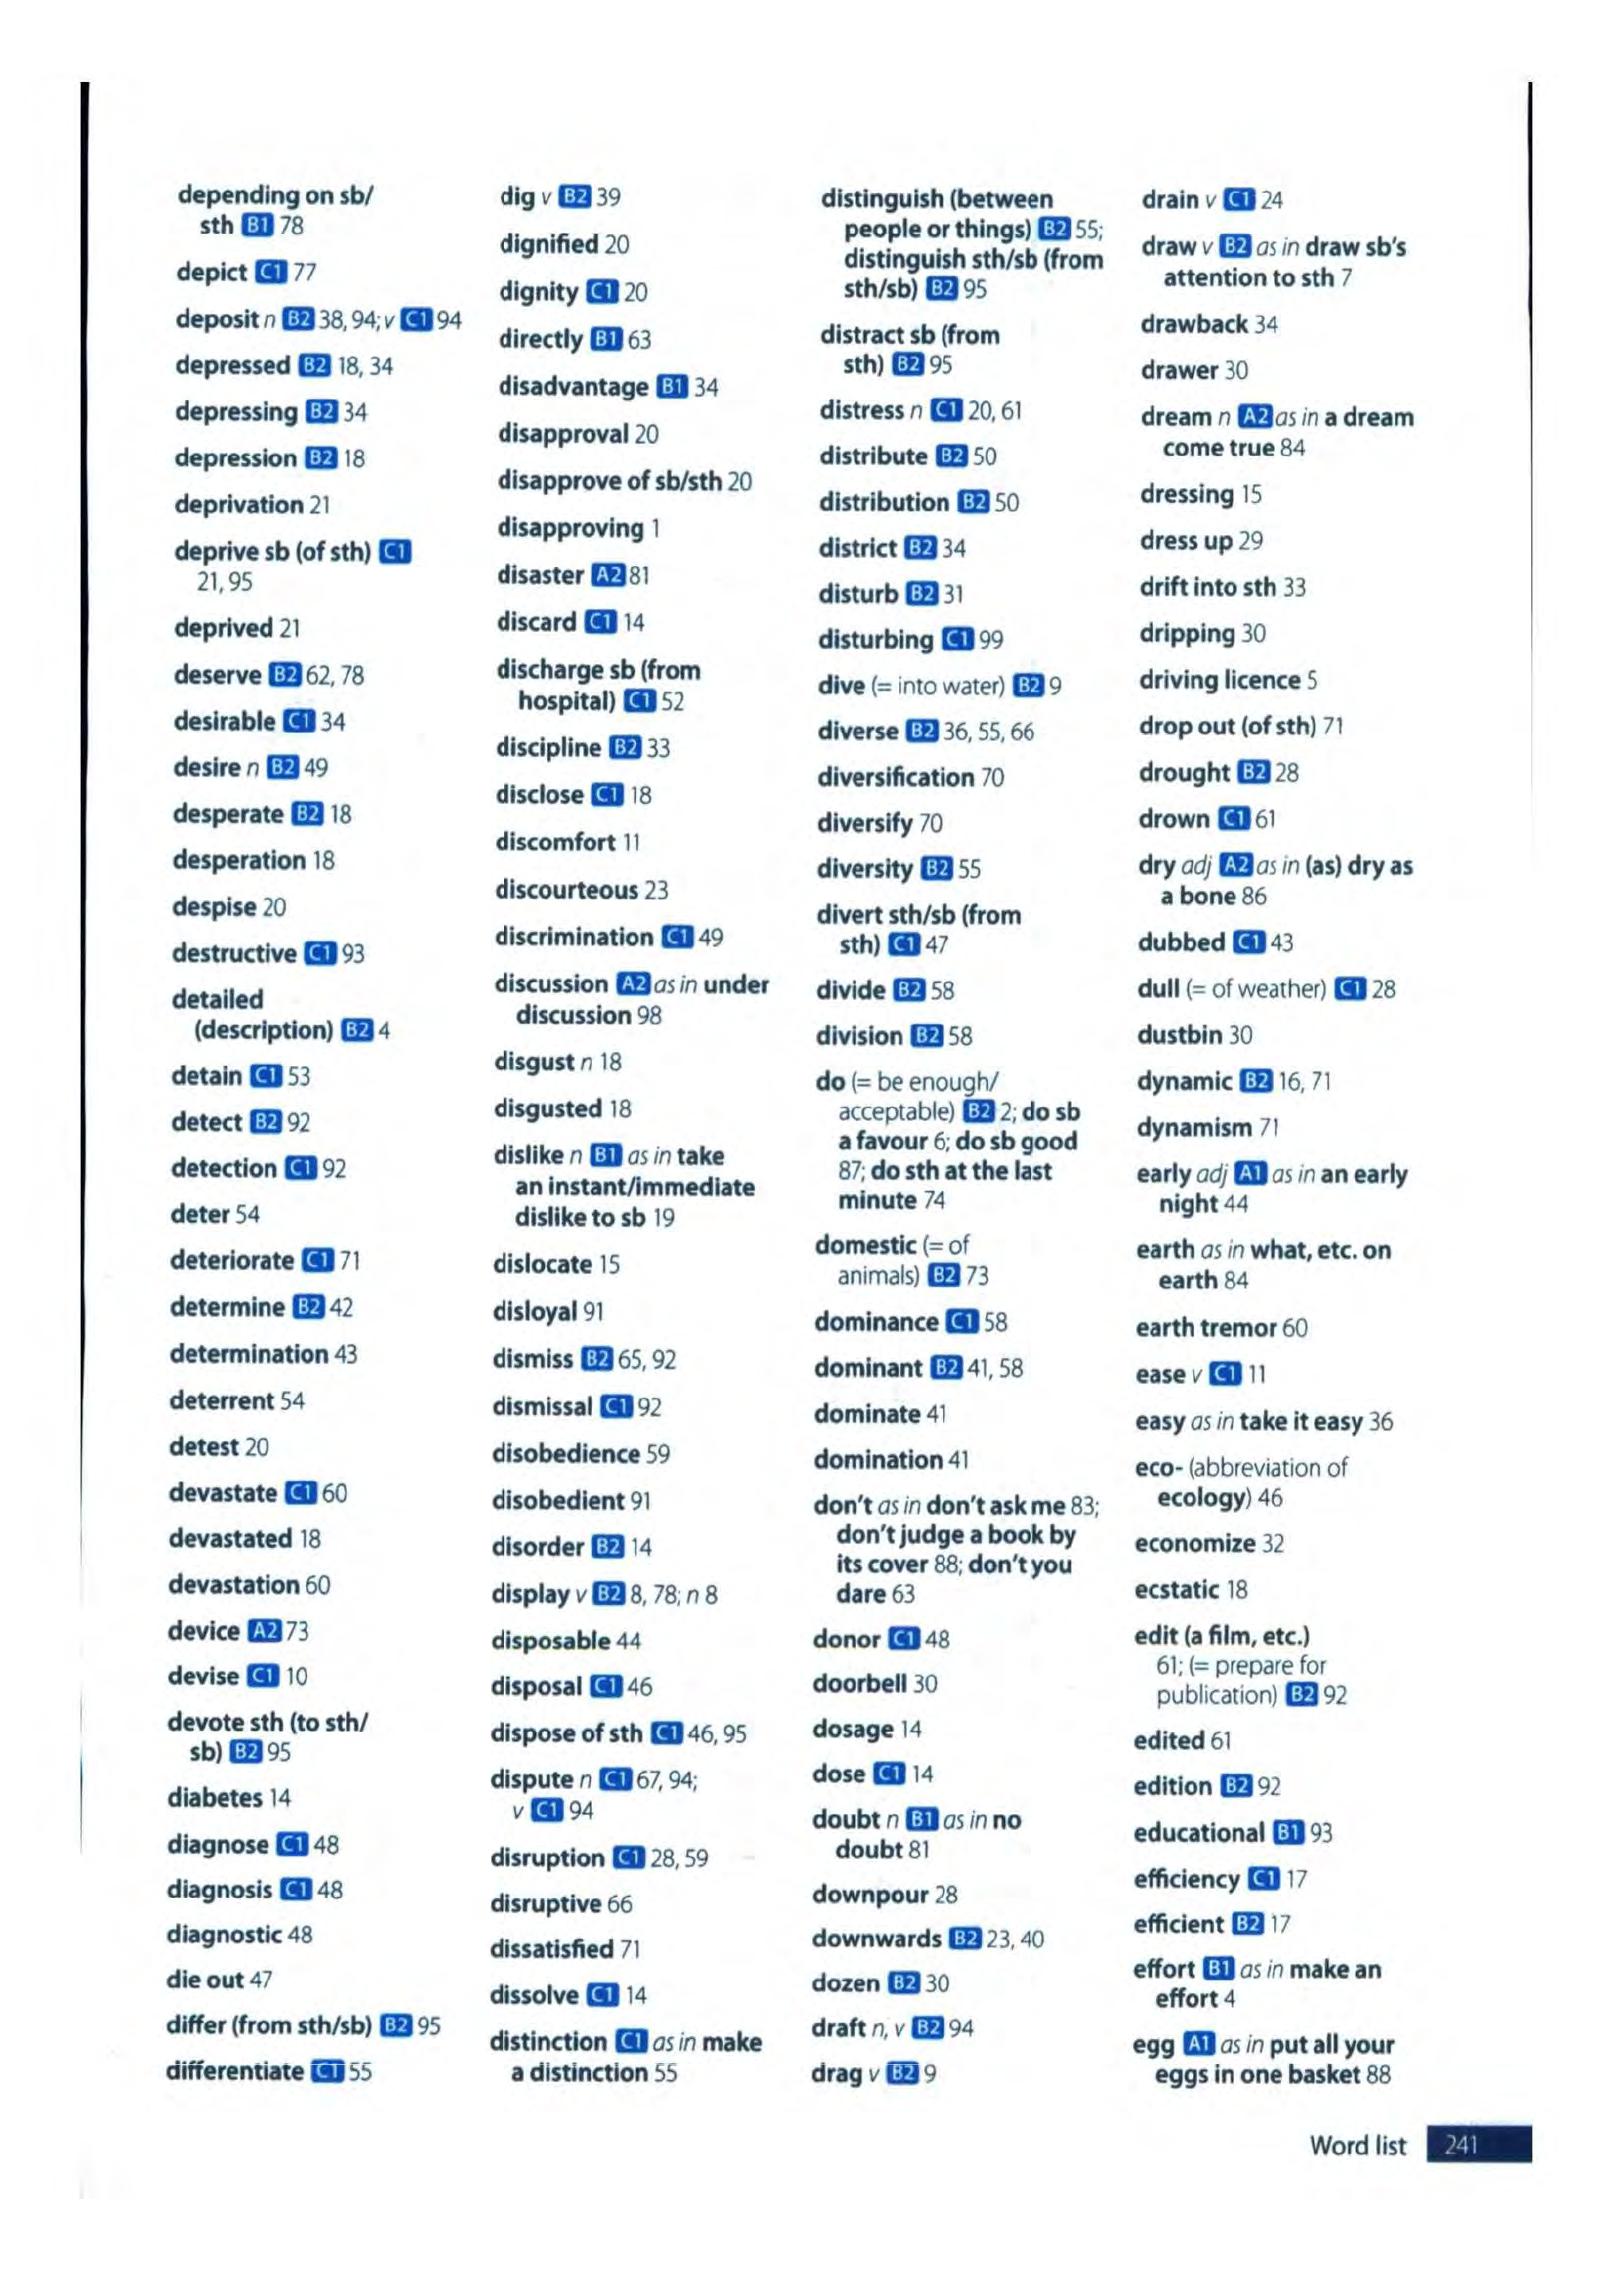 depending on sb/
sth B1 78
depict C1 77
deposit n B2 38, 94; v C1 94
depressed B2 18, 34
depressing B2 34
depression B2 18
deprivation 21
deprive sb (of sth) C1
21, 95
deprived 21
deserve B2 62, 78
desirable C1 34
desire n B2 49
desperate B2 18
desperation 18
despise 20
destructive C1 93
detailed
(description) B2 4
detain C1 53
detect B2 92
detection C1 92
deter 54
deteriorate C1 71
determine B2 42
determination 43
deterrent 54
detest 20
devastate C1 60
devastated 18
devastation 60
device A2 73
devise C1 10
devote sth (to sth/
sb) B2 95
diabetes 14
diagnose C1 48
diagnosis C1 48
diagnostic 48
die out 47
differ (from sth/sb) B2 95
differentiate C1 55
dig v B2 39
dignified 20
dignity C1 20
directly B1 63
disadvantage B1 34
disapproval 20
disapprove of sb/sth 20
disapproving 1
disaster A2 81
discard C1 14
discharge sb (from
hospital) C1 52
discipline B2 33
disclose C1 18
discomfort 11
discourteous 23
discrimination C1 49
discussion A2 as in under
discussion 98
disgust n 18
disgusted 18
dislike n B1 as in take
an instant/immediate
dislike to sb 19
dislocate 15
disloyal 91
dismiss B2 65, 92
dismissal C1 92
disobedience 59
disobedient 91
disorder B2 14
display v B2 8, 78; n 8
disposable 44
disposal C1 46
dispose of sth C1 46, 95
dispute n C1 67, 94;
v C1 94
disruption C1 28, 59
disruptive 66
dissatisfied 71
dissolve C1 14
distinction C1 as in make
a distinction 55
distinguish (between
people or things) B2 55;
distinguish sth/sb (from
sth/sb) B2 95
distract sb (from
sth) B2 95
distress n C1 20, 61
distribute B2 50
distribution B2 50
district B2 34
disturb B2 31
disturbing C1 99
dive (= into water) B2 9
diverse B2 36, 55, 66
diversification 70
diversify 70
diversity B2 55
divert sth/sb (from
sth) C1 47
divide B2 58
division B2 58
do (= be enough/
acceptable) B2 2; do sb
a favour 6; do sb good
87; do sth at the last
minute 74
domestic (= of
animals) B2 73
dominance C1 58
dominant B2 41, 58
dominate 41
domination 41
don't as in don't ask me 83;
don't judge a book by
its cover 88; don't you
dare 63
donor C1 48
doorbell 30
dosage 14
dose C1 14
doubt n B1 as in no
doubt 81
downpour 28
downwards B2 23, 40
dozen B2 30
draft n, v B2 94
drag v B2 9
drain v C1 24
draw v B2 as in draw sb's
attention to sth 7
drawback 34
drawer 30
dream n A2 as in a dream
come true 84
dressing 15
dress up 29
drift into sth 33
dripping 30
driving licence 5
drop out (of sth) 71
drought B2 28
drown C1 61
dry adj A2 as in (as) dry as
a bone 86
dubbed C1 43
dull (= of weather) C1 28
dustbin 30
dynamic B2 16, 71
dynamism 71
early adj A1 as in an early
night 44
earth as in what, etc. on
earth 84
earth tremor 60
ease v C1 11
easy as in take it easy 36
eco- (abbreviation of
ecology) 46
economize 32
ecstatic 18
edit (a film, etc.)
61; (= prepare for
publication) B2 92
edited 61
edition B2 92
educational B1 93
efficiency C1 17
efficient B2 17
effort B1 as in make an
effort 4
egg A1 as in put all your
eggs in one basket 88
Word list 241